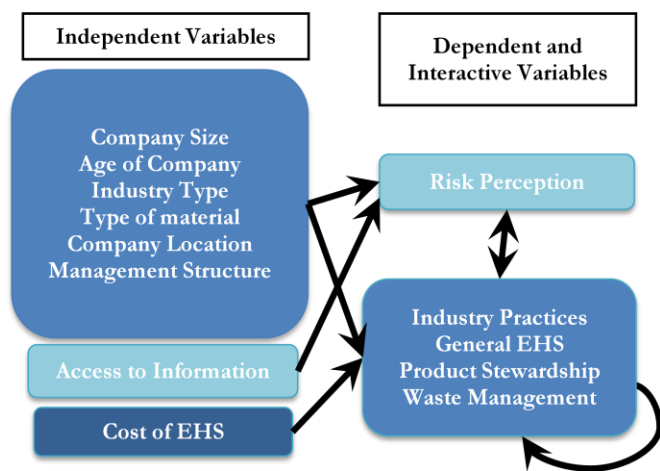 Independent Variables
Company Size
Age of Company
Industry Type
Type of material
Company Location
Management Structure
Access to Information
Cost of EHS
Dependent and
Interactive Variables
Risk Perception
Industry Practices
General EHS
Product Stewardship
Waste Management